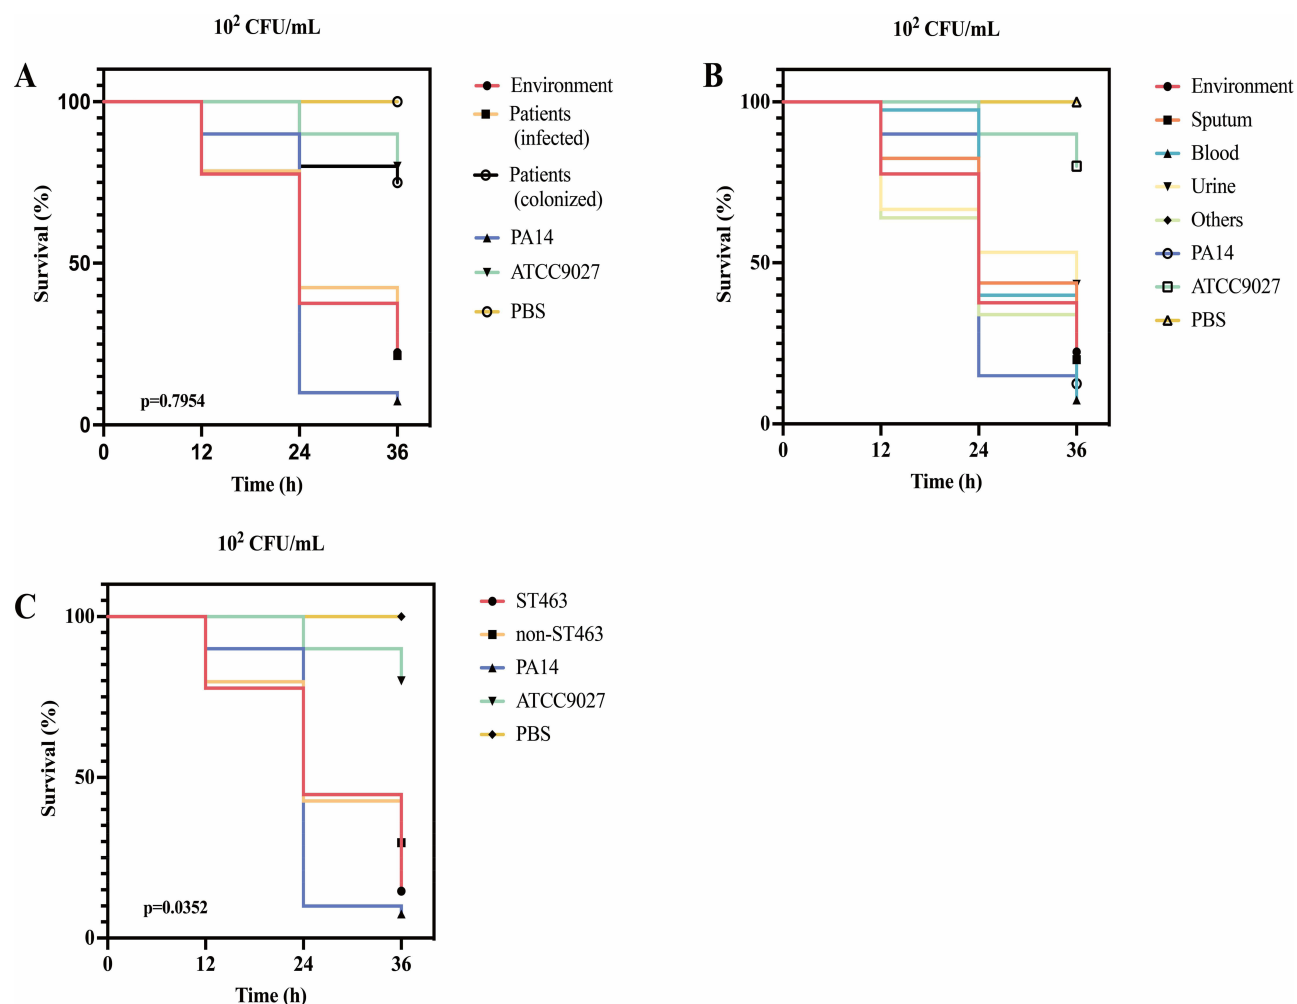 10² CFU/mL
A
100
50
0
0 12 24 36
Survival (%)
Time (h)
p=0.7954
Environment
Patients
(infected)
Patients
(colonized)
PA14
ATCC9027
PBS
10² CFU/mL
B
100
50
0
0 12 24 36
Survival (%)
Time (h)
Environment
Sputum
Blood
Urine
Others
PA14
ATCC9027
PBS
10² CFU/mL
C
100
50
0
0 12 24 36
Survival (%)
Time (h)
p=0.0352
ST463
non-ST463
PA14
ATCC9027
PBS